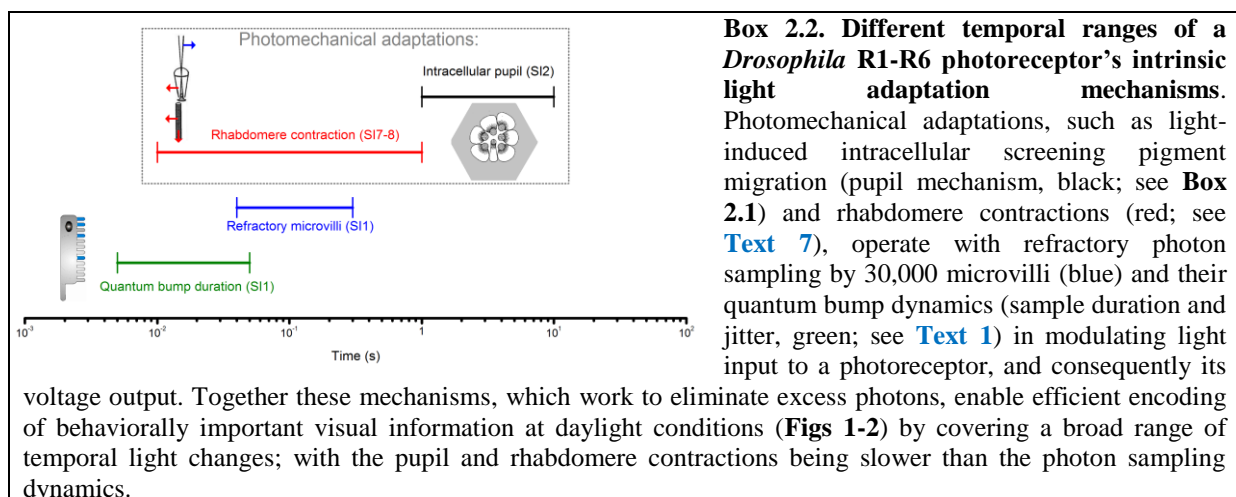 Photomechanical adaptations:
Intracellular pupil (SI2)
Rhabdomere contraction (SI7-8)
Refractory microvilli (SI1)
Quantum bump duration (SI1)
10⁻³ 10⁻² 10⁻¹ 1 10¹ 10²
Time (s)
Box 2.2. Different temporal ranges of a
Drosophila R1-R6 photoreceptor’s intrinsic
light adaptation mechanisms.
Photomechanical adaptations, such as light-
induced intracellular screening pigment
migration (pupil mechanism, black; see Box
2.1) and rhabdomere contractions (red; see
Text 7), operate with refractory photon
sampling by 30,000 microvilli (blue) and their
quantum bump dynamics (sample duration and
jitter, green; see Text 1) in modulating light
input to a photoreceptor, and consequently its
voltage output. Together these mechanisms, which work to eliminate excess photons, enable efficient encoding
of behaviorally important visual information at daylight conditions (Figs 1-2) by covering a broad range of
temporal light changes; with the pupil and rhabdomere contractions being slower than the photon sampling
dynamics.